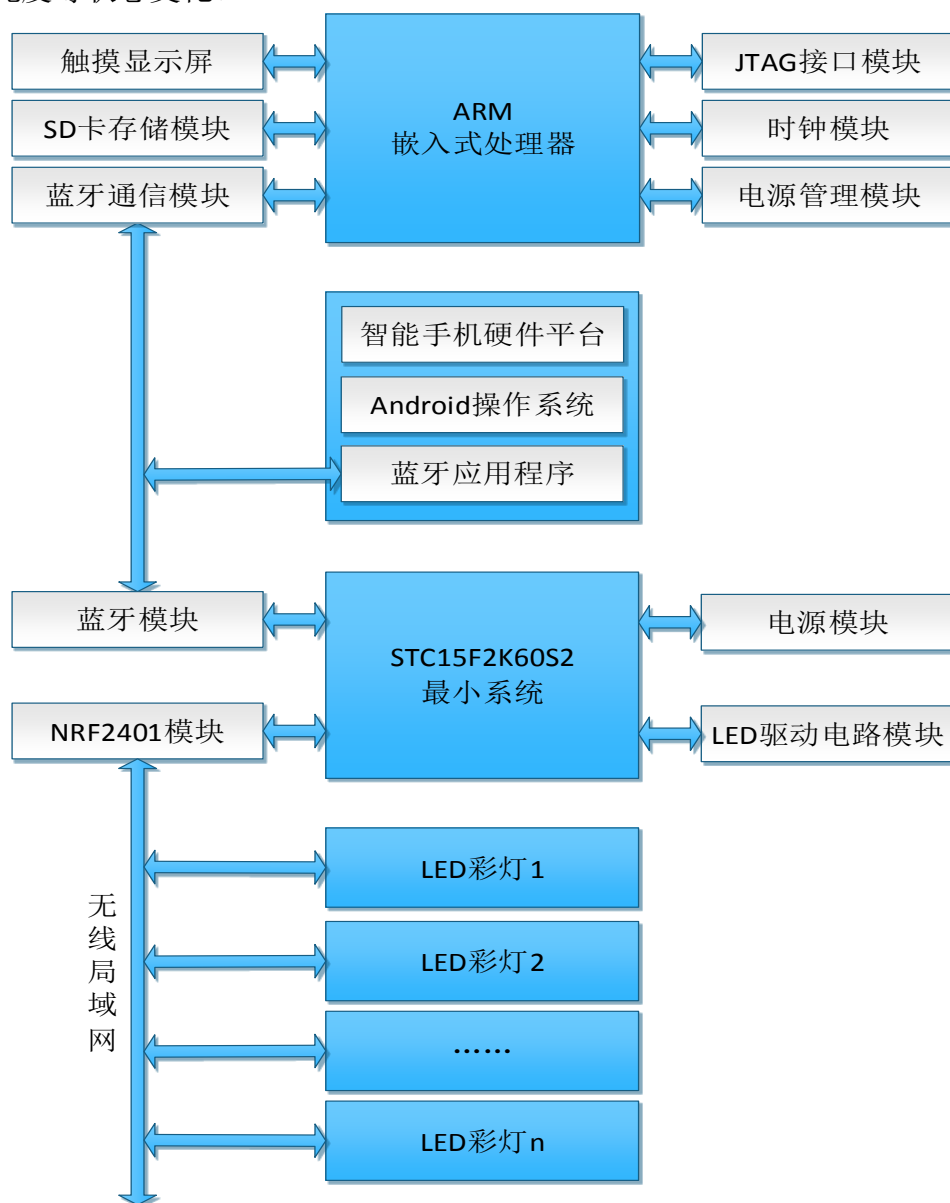 触摸显示屏
JTAG接口模块
SD卡存储模块
ARM
嵌入式处理器
时钟模块
蓝牙通信模块
电源管理模块
智能手机硬件平台
Android操作系统
蓝牙应用程序
蓝牙模块
STC15F2K60S2
最小系统
电源模块
NRF2401模块
LED驱动电路模块
无线局域网
LED彩灯1
LED彩灯2
……
LED彩灯n